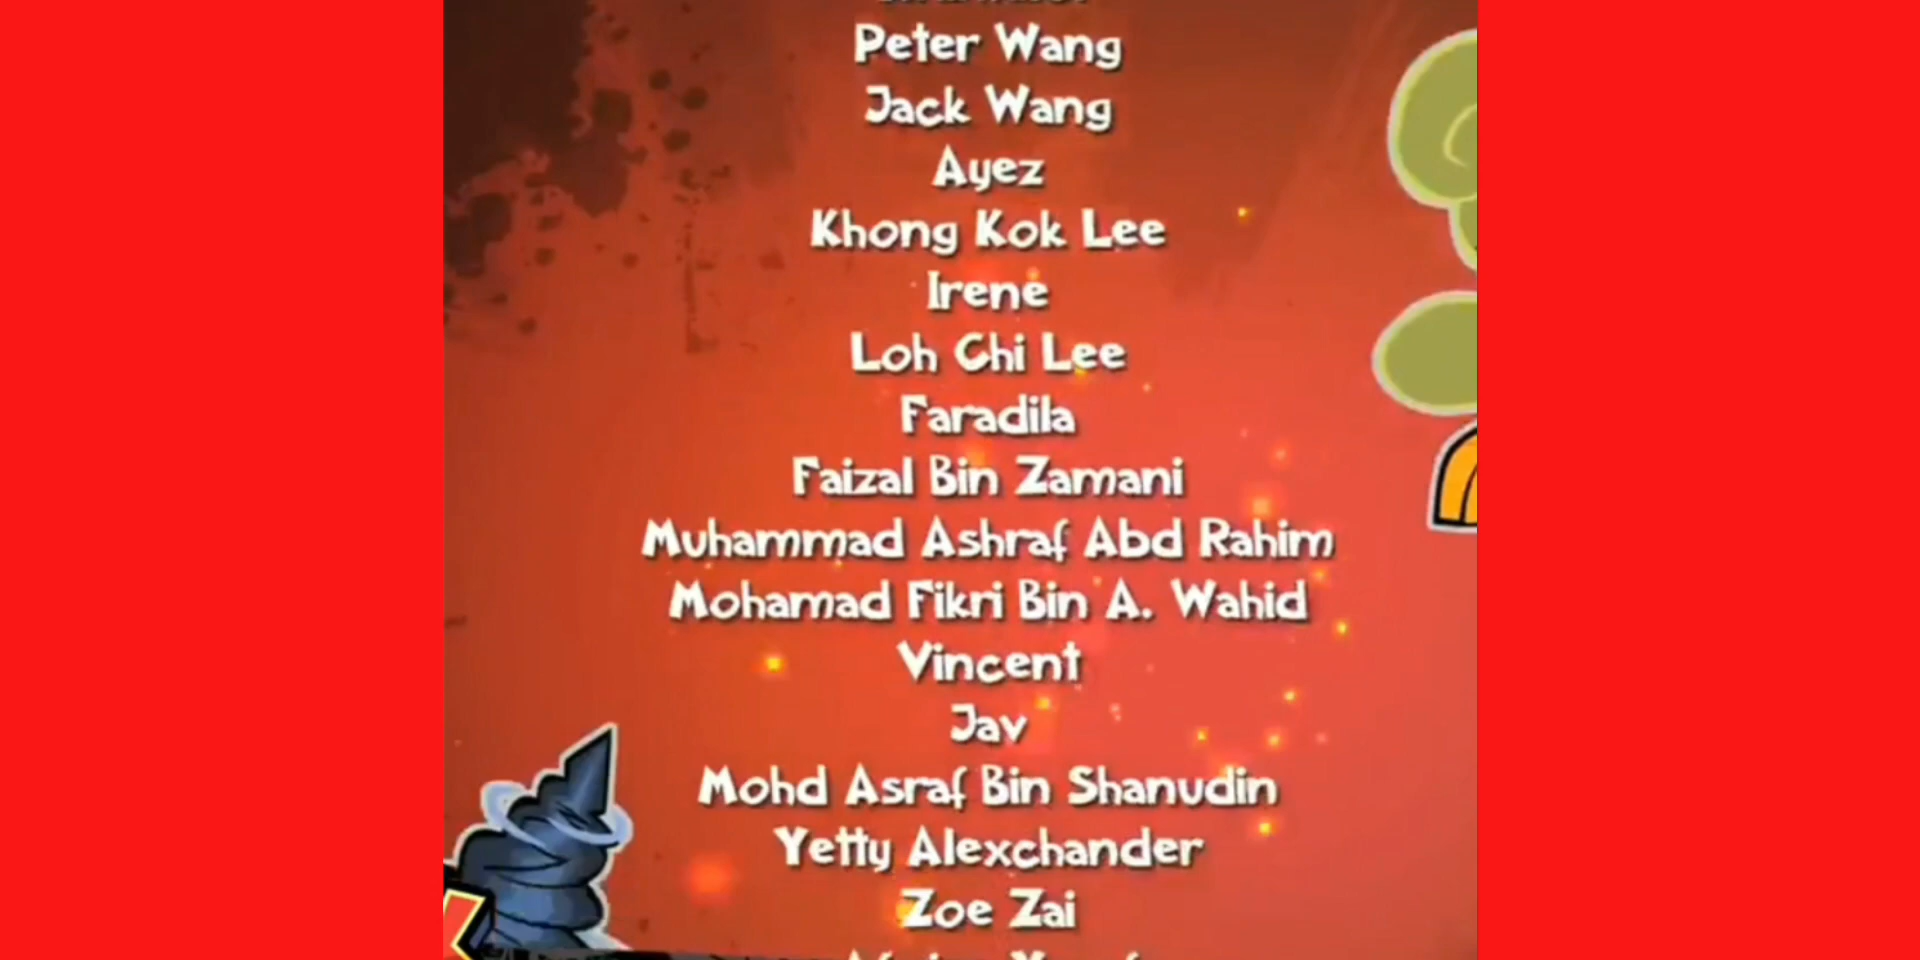 Peter Wang
Jack Wang
Ayez
Khong Kok Lee
Irene
Loh Chi Lee
Faradila
Faizal Bin Zamani
Muhammad Ashraf Abd Rahim
Mohamad Fikri Bin A. Wahid
Vincent
Jav
Mohd Asraf Bin Shanudin
Yetty Alexchander
Zoe Zai